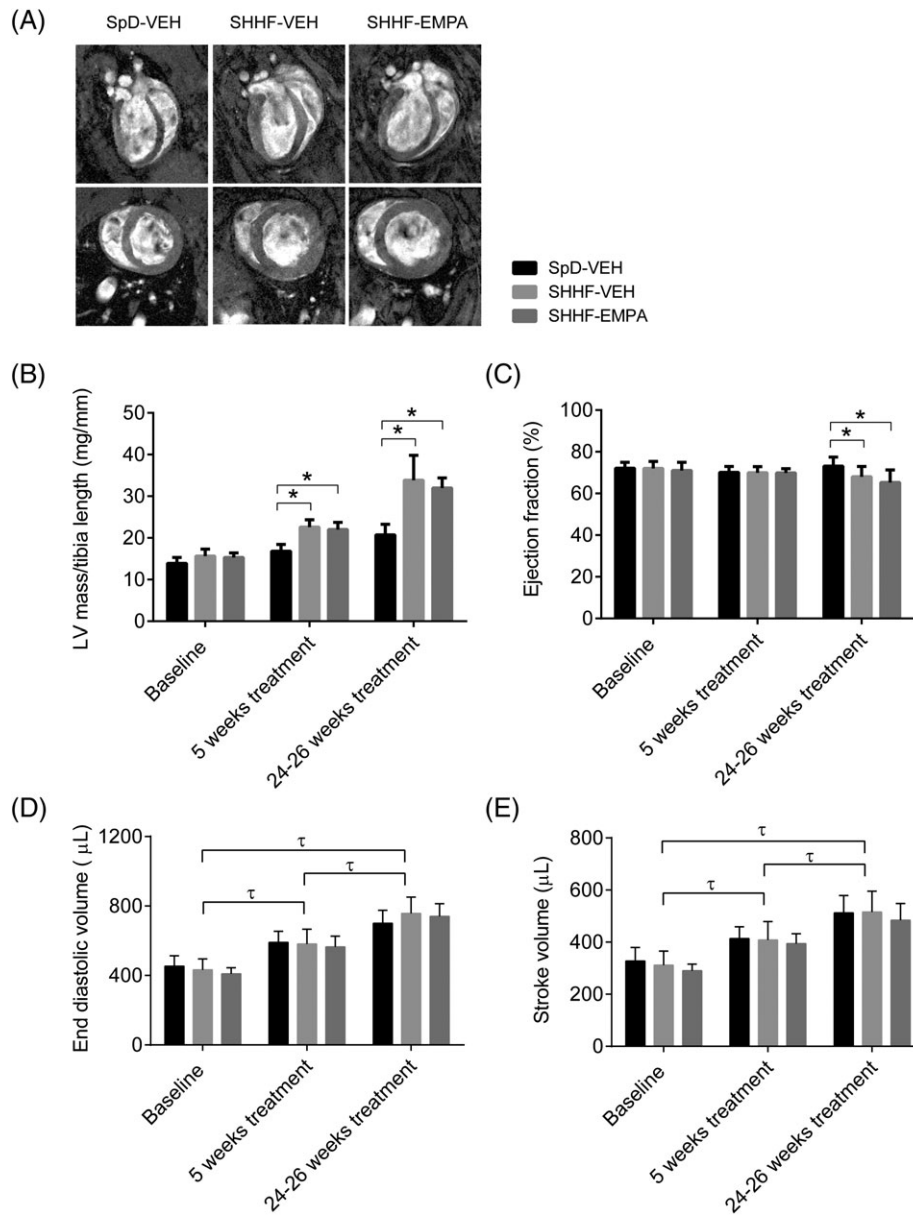 (A)
SpD-VEH SHHF-VEH SHHF-EMPA
SpD-VEH
SHHF-VEH
SHHF-EMPA
(B)
LV mass/tibia length (mg/mm)
50
40
30
20
10
0
* *
* *
Baseline
5 weeks treatment
24-26 weeks treatment
(C)
Ejection fraction (%)
100
80
60
40
20
0
*
*
Baseline
5 weeks treatment
24-26 weeks treatment
(D)
End diastolic volume ( μL)
1200
800
400
0
τ
τ
τ
Baseline
5 weeks treatment
24-26 weeks treatment
(E)
Stroke volume (μL)
800
600
400
200
0
τ
τ
τ
Baseline
5 weeks treatment
24-26 weeks treatment